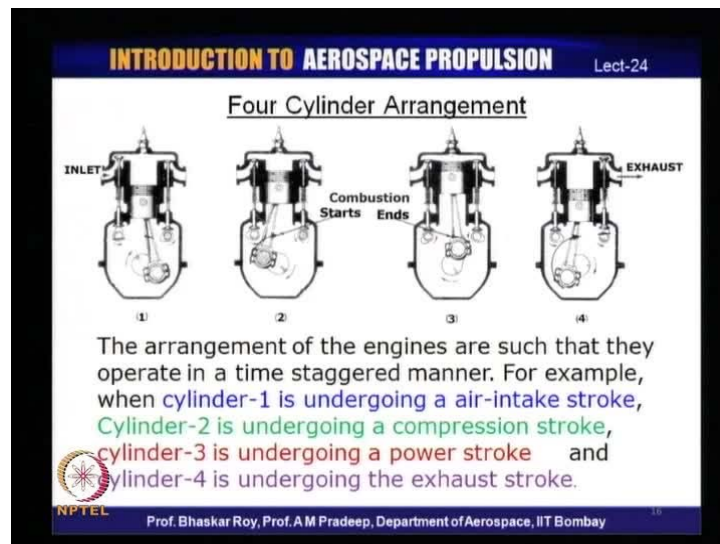 INTRODUCTION TO AEROSPACE PROPULSION Lect-24
Four Cylinder Arrangement
INLET
EXHAUST
Combustion
Starts Ends
(1) (2) (3) (4)
The arrangement of the engines are such that they
operate in a time staggered manner. For example,
when cylinder-1 is undergoing a air-intake stroke,
Cylinder-2 is undergoing a compression stroke,
cylinder-3 is undergoing a power stroke and
cylinder-4 is undergoing the exhaust stroke.
NPTEL
Prof. Bhaskar Roy, Prof. A M Pradeep, Department of Aerospace, IIT Bombay
16